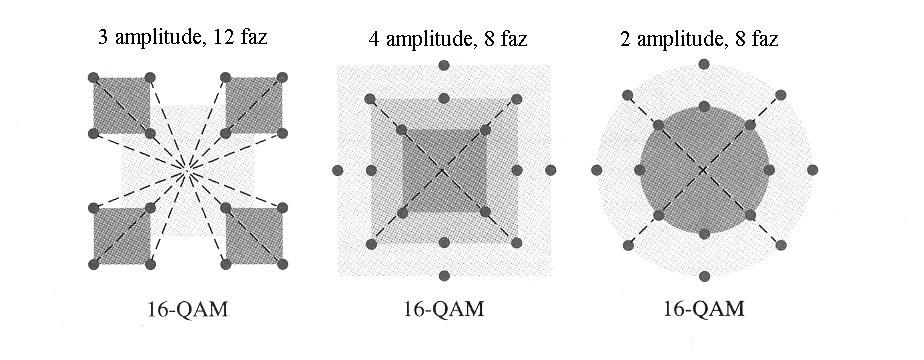 3 amplitude, 12 faz
4 amplitude, 8 faz
2 amplitude, 8 faz
16-QAM
16-QAM
16-QAM